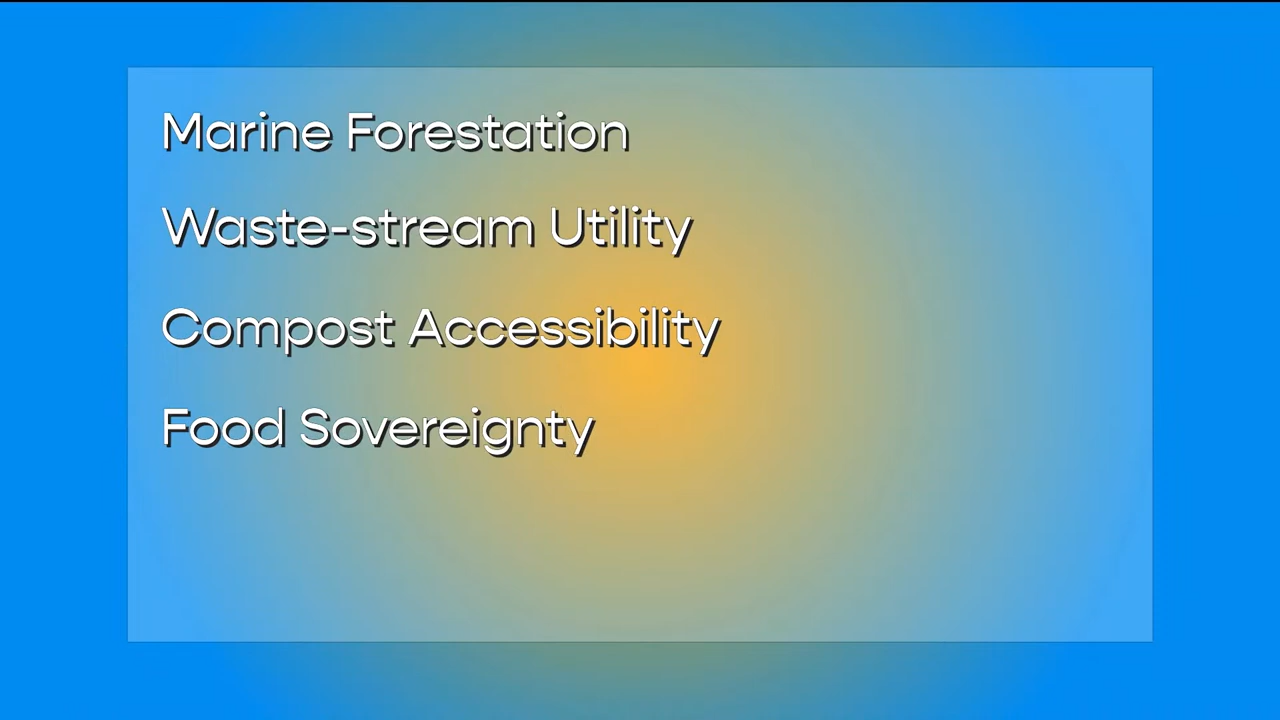 Marine Forestation
Waste-stream Utility
Compost Accessibility
Food Sovereignty